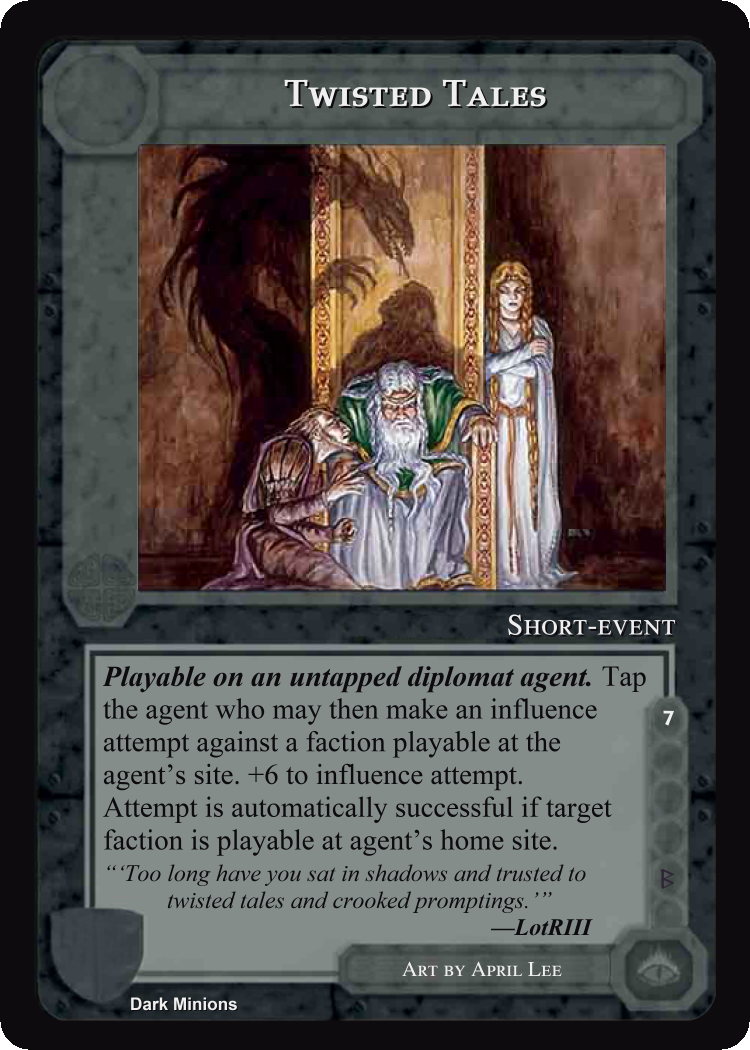 TWISTED TALES
SHORT-EVENT
Playable on an untapped diplomat agent. Tap
the agent who may then make an influence
attempt against a faction playable at the
agent's site. +6 to influence attempt.
Attempt is automatically successful if target
faction is playable at agent's home site.
"'Too long have you sat in shadows and trusted to
twisted tales and crooked promptings.'"
—LotRIII
7
ᛒ
ART BY APRIL LEE
Dark Minions